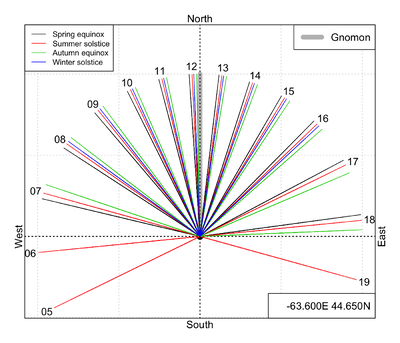 North
Spring equinox
Summer solstice
Autumn equinox
Winter solstice
Gnomon
12
13
11
14
10
15
09
16
08
17
07
18
West
East
06
19
05
-63.600E 44.650N
South